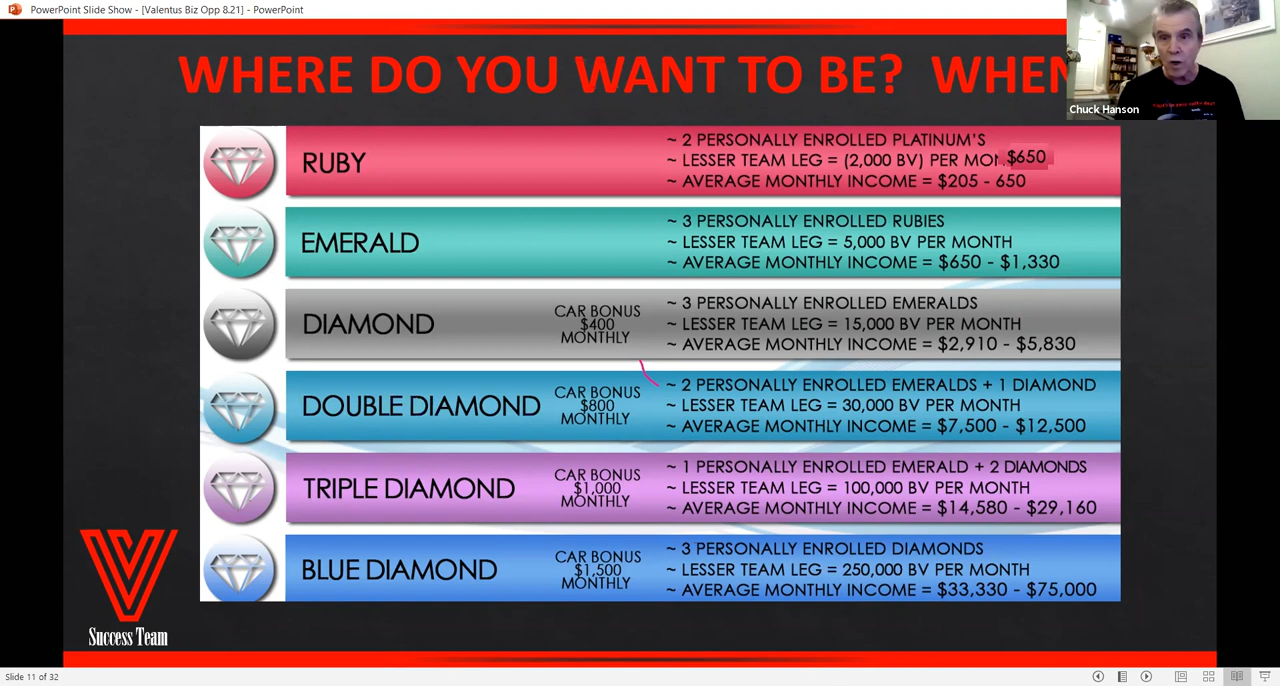 PowerPoint Slide Show - [Valentus Biz Opp 8.21] - PowerPoint
WHERE DO YOU WANT TO BE? WHEN
Chuck Hanson
RUBY
~ 2 PERSONALLY ENROLLED PLATINUM'S
~ LESSER TEAM LEG = (2,000 BV) PER MON
$650
~ AVERAGE MONTHLY INCOME = $205 - 650
EMERALD
~ 3 PERSONALLY ENROLLED RUBIES
~ LESSER TEAM LEG = 5,000 BV PER MONTH
~ AVERAGE MONTHLY INCOME = $650 - $1,330
DIAMOND
CAR BONUS
$400
MONTHLY
~ 3 PERSONALLY ENROLLED EMERALDS
~ LESSER TEAM LEG = 15,000 BV PER MONTH
~ AVERAGE MONTHLY INCOME = $2,910 - $5,830
DOUBLE DIAMOND
CAR BONUS
$800
MONTHLY
~ 2 PERSONALLY ENROLLED EMERALDS + 1 DIAMOND
~ LESSER TEAM LEG = 30,000 BV PER MONTH
~ AVERAGE MONTHLY INCOME = $7,500 - $12,500
TRIPLE DIAMOND
CAR BONUS
$1,000
MONTHLY
~ 1 PERSONALLY ENROLLED EMERALD + 2 DIAMONDS
~ LESSER TEAM LEG = 100,000 BV PER MONTH
~ AVERAGE MONTHLY INCOME = $14,580 - $29,160
BLUE DIAMOND
CAR BONUS
$1,500
MONTHLY
~ 3 PERSONALLY ENROLLED DIAMONDS
~ LESSER TEAM LEG = 250,000 BV PER MONTH
~ AVERAGE MONTHLY INCOME = $33,330 - $75,000
Success Team
Slide 11 of 32